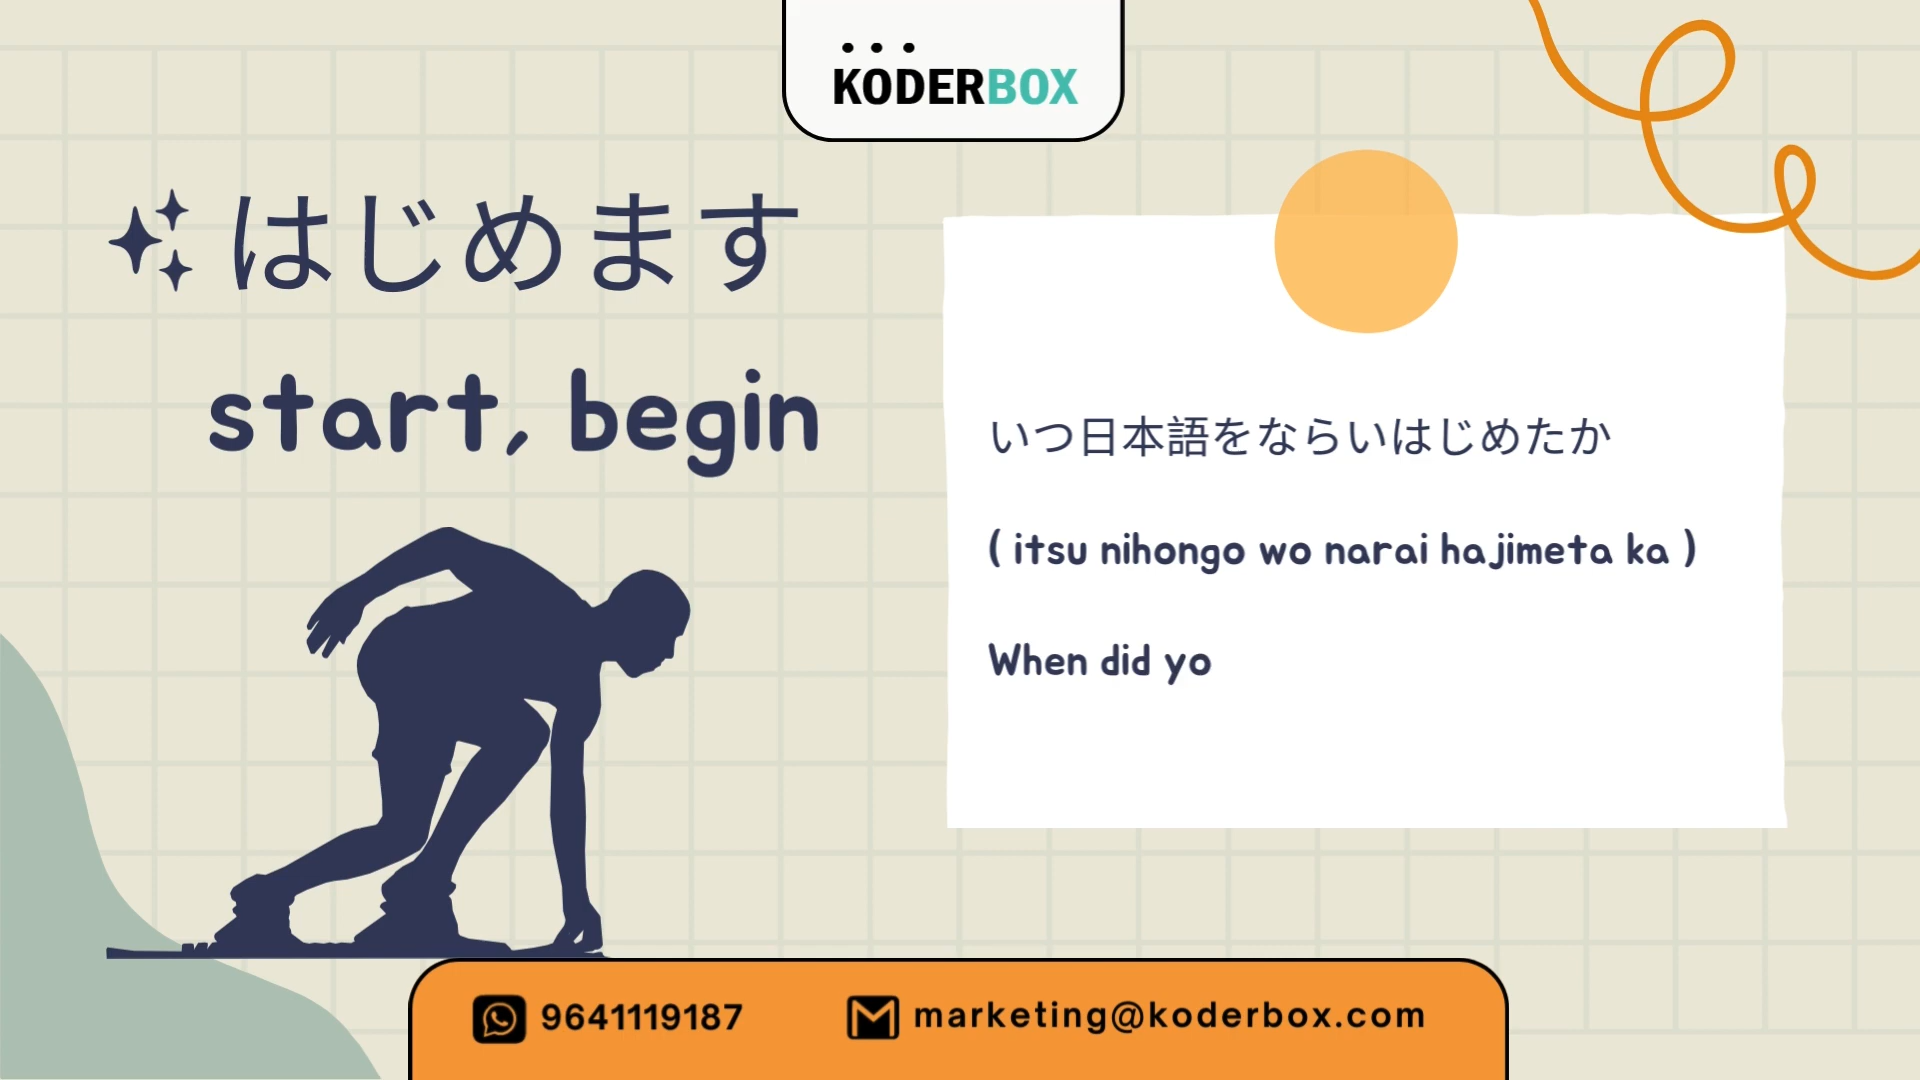 KODERBOX
はじめます
start, begin
いつ日本語をならいはじめたか
( itsu nihongo wo narai hajimeta ka )
When did yo
9641119187
marketing@koderbox.com